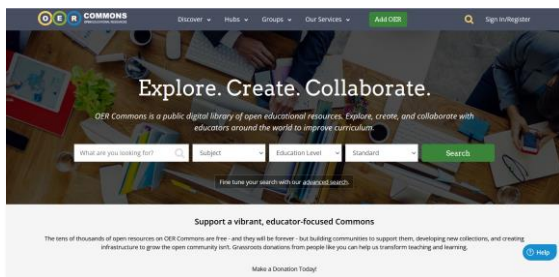 OER COMMONS
OPEN EDUCATIONAL RESOURCES
Discover Hubs Groups Our Services Add OER Sign In/Register
Explore. Create. Collaborate.
OER Commons is a public digital library of open educational resources. Explore, create, and collaborate with
educators around the world to improve curriculum.
What are you looking for? Subject Education Level Standard Search
Fine tune your search with our advanced search.
Support a vibrant, educator-focused Commons
The tens of thousands of open resources on OER Commons are free - and they will be forever - but building communities to support them, developing new collections, and creating
infrastructure to grow the open community isn't. Grassroots donations from people like you can help us transform teaching and learning.
Make a Donation Today!
Help